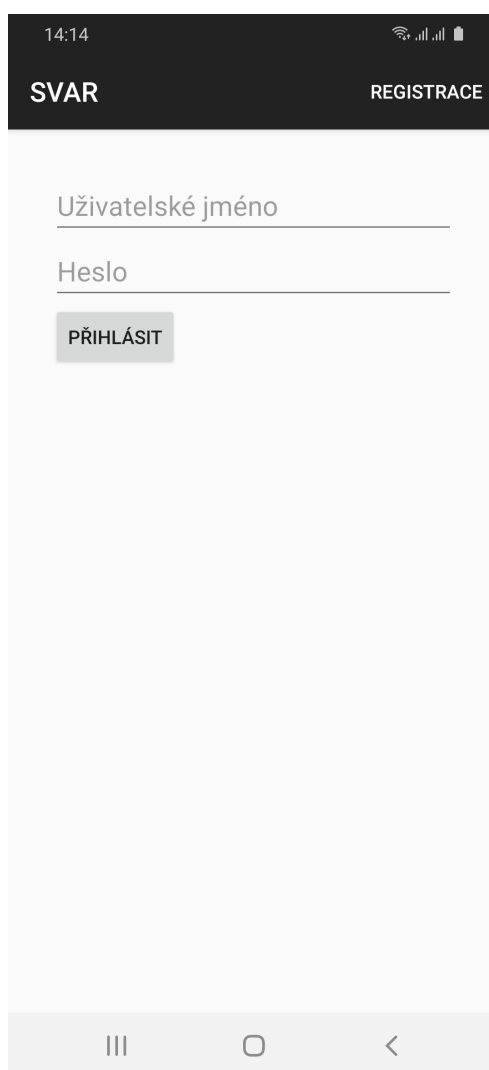 14:14
SVAR REGISTRACE
Uživatelské jméno
Heslo
PŘIHLÁSIT